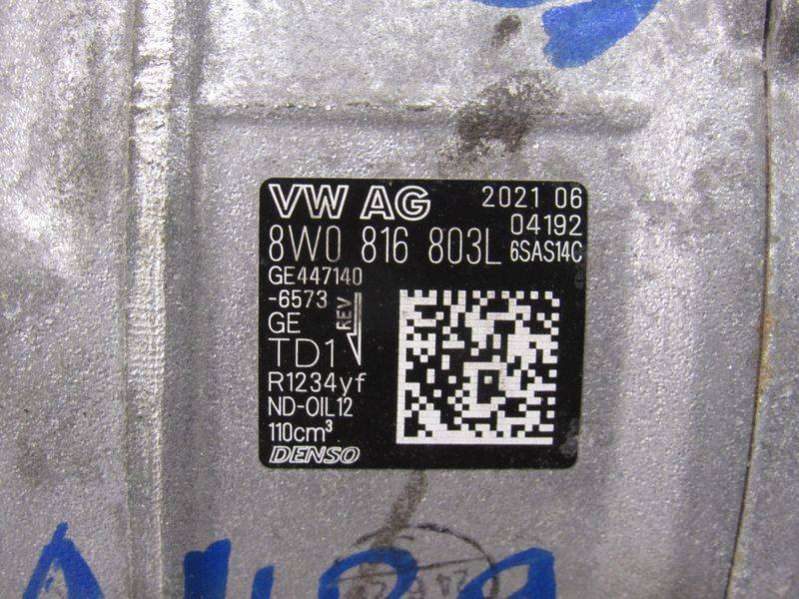 VW AG 2021 06
04192
8W0 816 803L 6SAS14C
GE447140
-6573
REV
GE
TD1
R1234yf
ND-OIL12
110cm³
DENSO